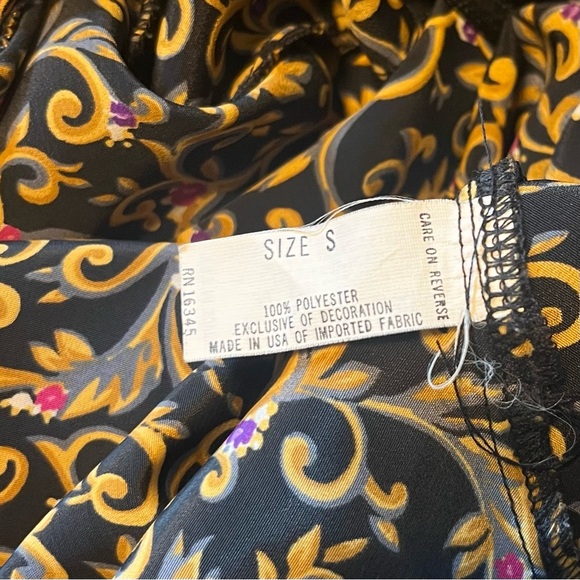 SIZE S
100% POLYESTER
EXCLUSIVE OF DECORATION
MADE IN USA OF IMPORTED FABRIC
RN16345
CARE ON REVERSE